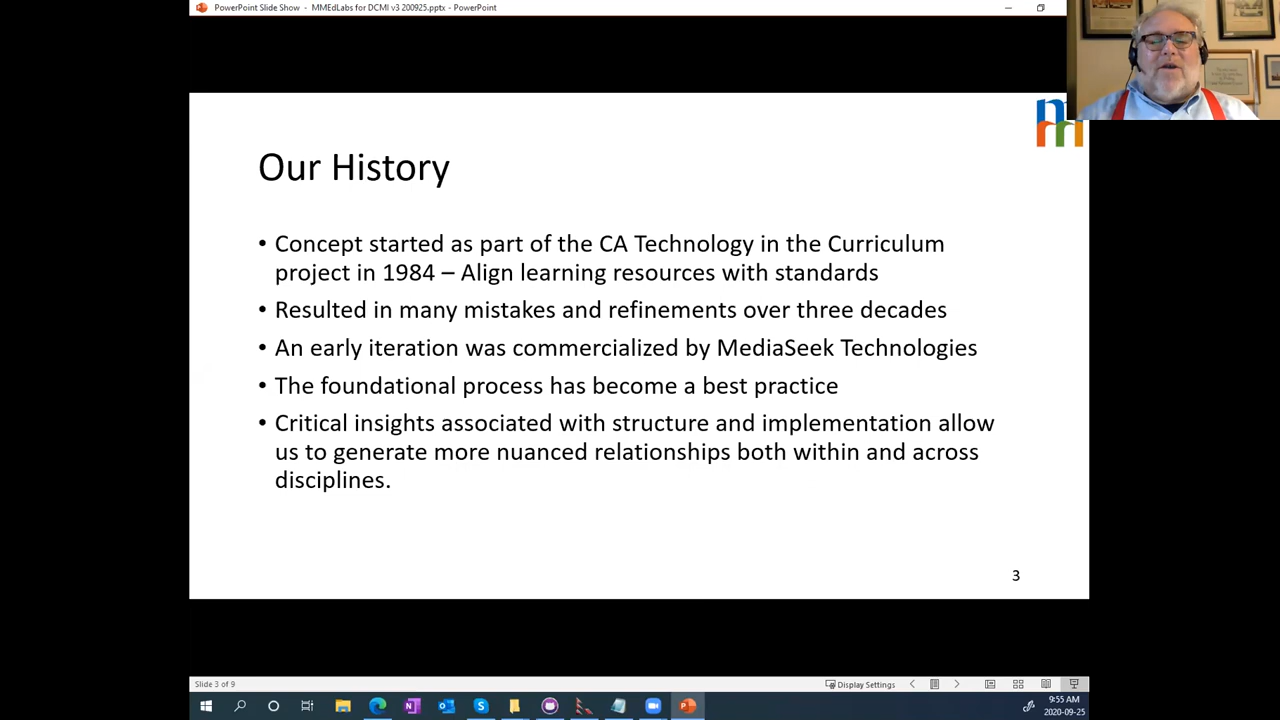 PowerPoint Slide Show - MMEdLabs for DCMI v3 200925.pptx - PowerPoint
Our History
• Concept started as part of the CA Technology in the Curriculum
project in 1984 – Align learning resources with standards
• Resulted in many mistakes and refinements over three decades
• An early iteration was commercialized by MediaSeek Technologies
• The foundational process has become a best practice
• Critical insights associated with structure and implementation allow
us to generate more nuanced relationships both within and across
disciplines.
3
Slide 3 of 9
Display Settings
9:55 AM
2020-09-25